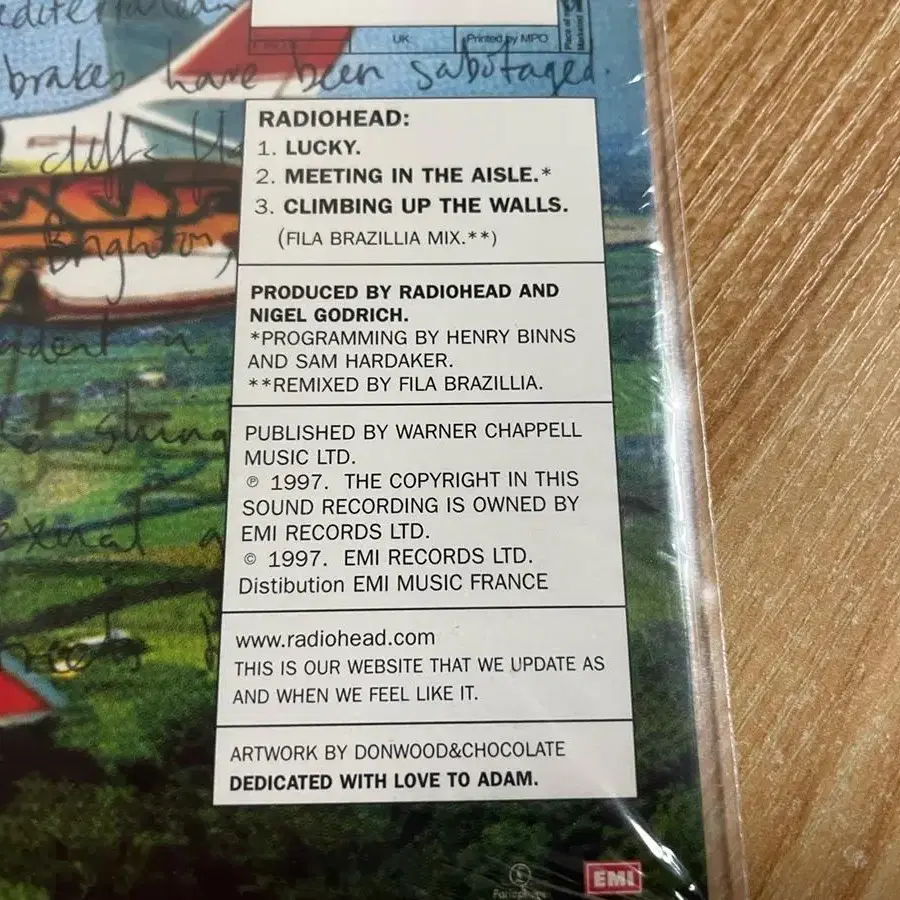 UK
Printed by MPO
brakes have been sabotaged.
RADIOHEAD:
1. LUCKY.
2. MEETING IN THE AISLE.*
3. CLIMBING UP THE WALLS.
(FILA BRAZILLIA MIX.**)
Brighton,
PRODUCED BY RADIOHEAD AND
NIGEL GODRICH.
*PROGRAMMING BY HENRY BINNS
AND SAM HARDAKER.
**REMIXED BY FILA BRAZILLIA.
PUBLISHED BY WARNER CHAPPELL
MUSIC LTD.
℗ 1997. THE COPYRIGHT IN THIS
SOUND RECORDING IS OWNED BY
EMI RECORDS LTD.
© 1997. EMI RECORDS LTD.
Distibution EMI MUSIC FRANCE
www.radiohead.com
THIS IS OUR WEBSITE THAT WE UPDATE AS
AND WHEN WE FEEL LIKE IT.
ARTWORK BY DONWOOD&CHOCOLATE
DEDICATED WITH LOVE TO ADAM.
Parlophone
EMI